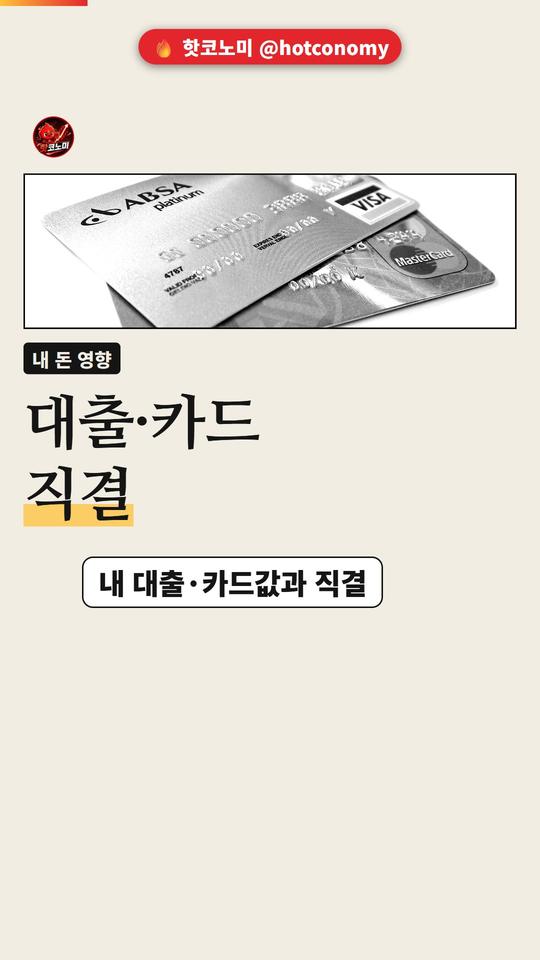 🔥 핫코노미 @hotconomy
핫코노미
ABSA
platinum
VISA
4787
MasterCard
내 돈 영향
대출·카드
직결
내 대출·카드값과 직결